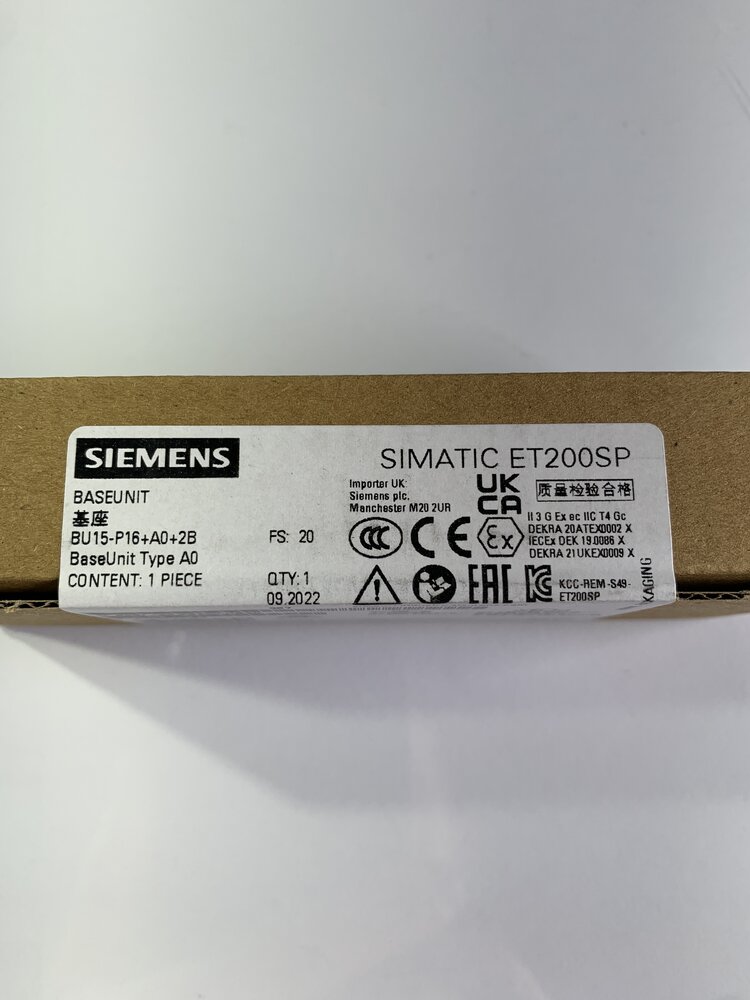 SIEMENS
SIMATIC ET200SP
BASEUNIT
基座
BU15-P16+A0+2B
FS: 20
BaseUnit Type A0
CONTENT: 1 PIECE
QTY: 1
09.2022
Importer UK:
Siemens plc,
Manchester M20 2UR
UK
CA
质量检验合格
CCC
CE
Ex
II 3 G Ex ec IIC T4 Gc
DEKRA 20ATEX0002 X
IECEx DEK 19.0086 X
DEKRA 21UKEX0009 X
EAC
KCC-REM-S49-
ET200SP
KAGING